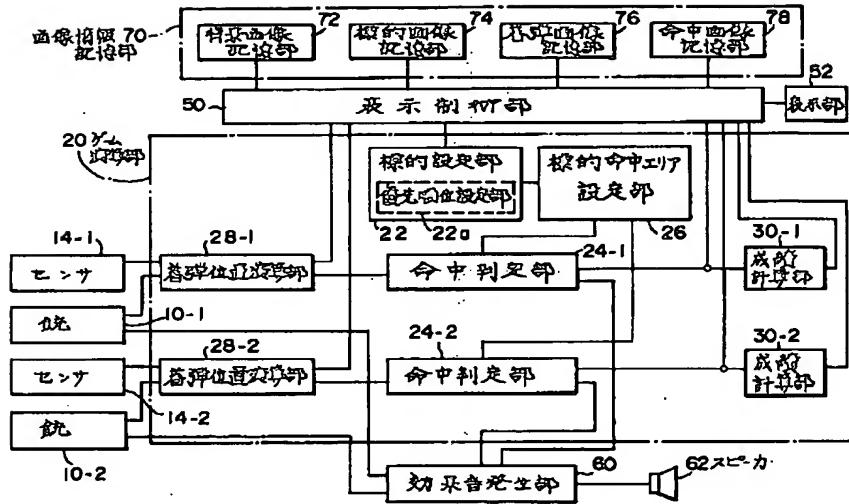 画像情報記憶部 70
背景画像記憶部 72
標的画像記憶部 74
着弾画像記憶部 76
命中画像記憶部 78
50 表示制御部
52 表示部
20 ゲーム演算部
標的設定部
優先順位設定部
22 22a
標的命中エリア設定部
26
14-1 センサ
28-1 着弾位置演算部
24-1 命中判定部
30-1 成績計算部
銃 10-1
28-2 着弾位置演算部
24-2 命中判定部
30-2 成績計算部
センサ 14-2
銃 10-2
効果音発生部 60
62 スピーカ